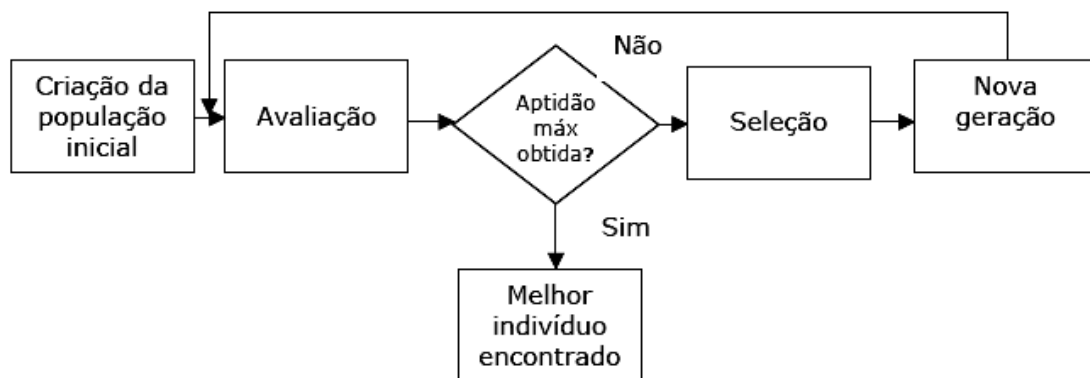 Criação da
população
inicial
Avaliação
Aptidão
máx
obtida?
Não
Seleção
Nova
geração
Sim
Melhor
indivíduo
encontrado